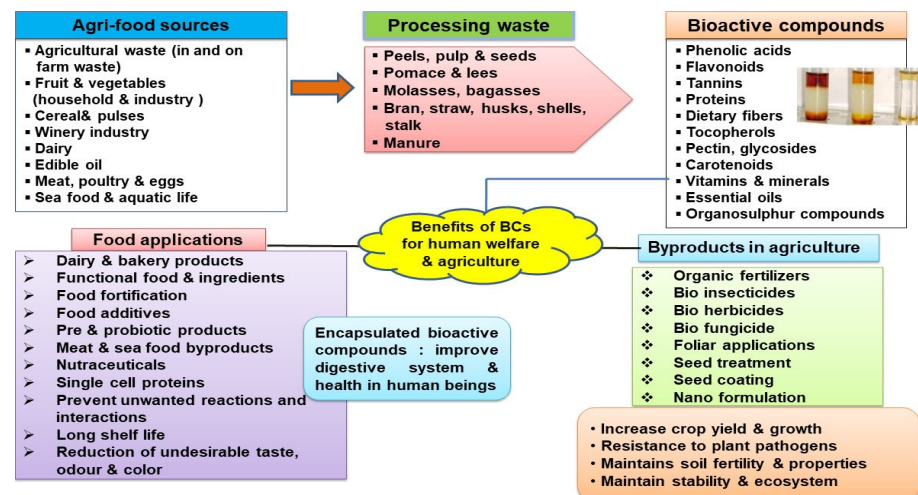 Agri-food sources
▪ Agricultural waste (in and on
farm waste)
▪ Fruit & vegetables
(household & industry )
▪ Cereal& pulses
▪ Winery industry
▪ Dairy
▪ Edible oil
▪ Meat, poultry & eggs
▪ Sea food & aquatic life
Processing waste
▪ Peels, pulp & seeds
▪ Pomace & lees
▪ Molasses, bagasses
▪ Bran, straw, husks, shells,
stalk
▪ Manure
Bioactive compounds
▪ Phenolic acids
▪ Flavonoids
▪ Tannins
▪ Proteins
▪ Dietary fibers
▪ Tocopherols
▪ Pectin, glycosides
▪ Carotenoids
▪ Vitamins & minerals
▪ Essential oils
▪ Organosulphur compounds
Benefits of BCs
for human welfare
& agriculture
Food applications
➢ Dairy & bakery products
➢ Functional food & ingredients
➢ Food fortification
➢ Food additives
➢ Pre & probiotic products
➢ Meat & sea food byproducts
➢ Nutraceuticals
➢ Single cell proteins
➢ Prevent unwanted reactions and
interactions
➢ Long shelf life
➢ Reduction of undesirable taste,
odour & color
Encapsulated bioactive
compounds : improve
digestive system &
health in human beings
Byproducts in agriculture
❖ Organic fertilizers
❖ Bio insecticides
❖ Bio herbicides
❖ Bio fungicide
❖ Foliar applications
❖ Seed treatment
❖ Seed coating
❖ Nano formulation
• Increase crop yield & growth
• Resistance to plant pathogens
• Maintains soil fertility & properties
• Maintain stability & ecosystem